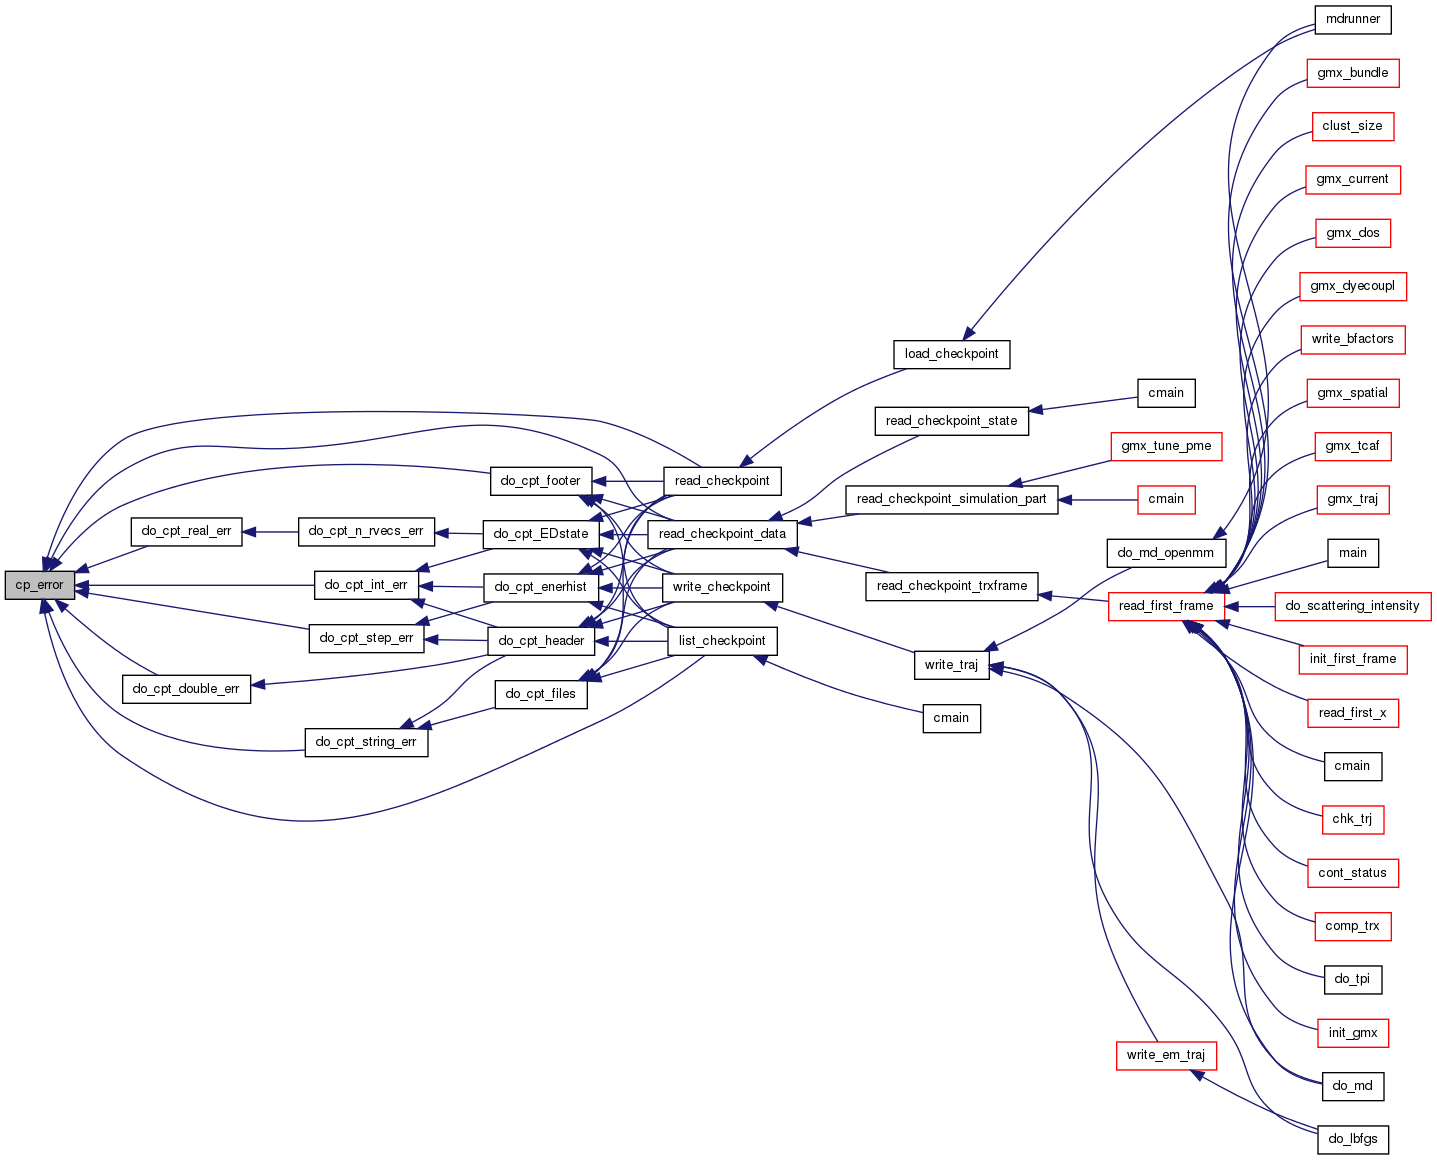 cp_error
do_cpt_real_err
do_cpt_double_err
do_cpt_n_rvecs_err
do_cpt_int_err
do_cpt_step_err
do_cpt_string_err
do_cpt_footer
do_cpt_EDstate
do_cpt_enerhist
do_cpt_header
do_cpt_files
read_checkpoint
read_checkpoint_data
write_checkpoint
list_checkpoint
load_checkpoint
read_checkpoint_state
read_checkpoint_simulation_part
read_checkpoint_trxframe
write_traj
cmain
cmain
gmx_tune_pme
cmain
do_md_openmm
read_first_frame
write_em_traj
mdrunner
gmx_bundle
clust_size
gmx_current
gmx_dos
gmx_dyecoupl
write_bfactors
gmx_spatial
gmx_tcaf
gmx_traj
main
do_scattering_intensity
init_first_frame
read_first_x
cmain
chk_trj
cont_status
comp_trx
do_tpi
init_gmx
do_md
do_lbfgs